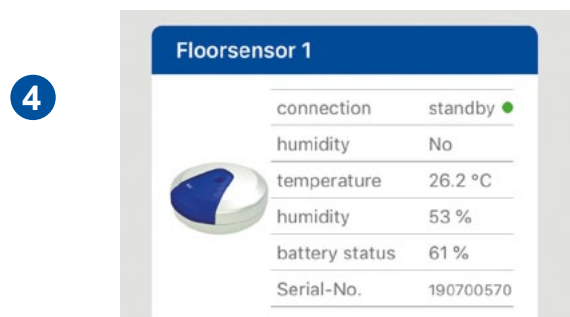 Floorsensor 1
4
connection standby
humidity No
temperature 26.2 °C
humidity 53 %
battery status 61 %
Serial-No. 190700570